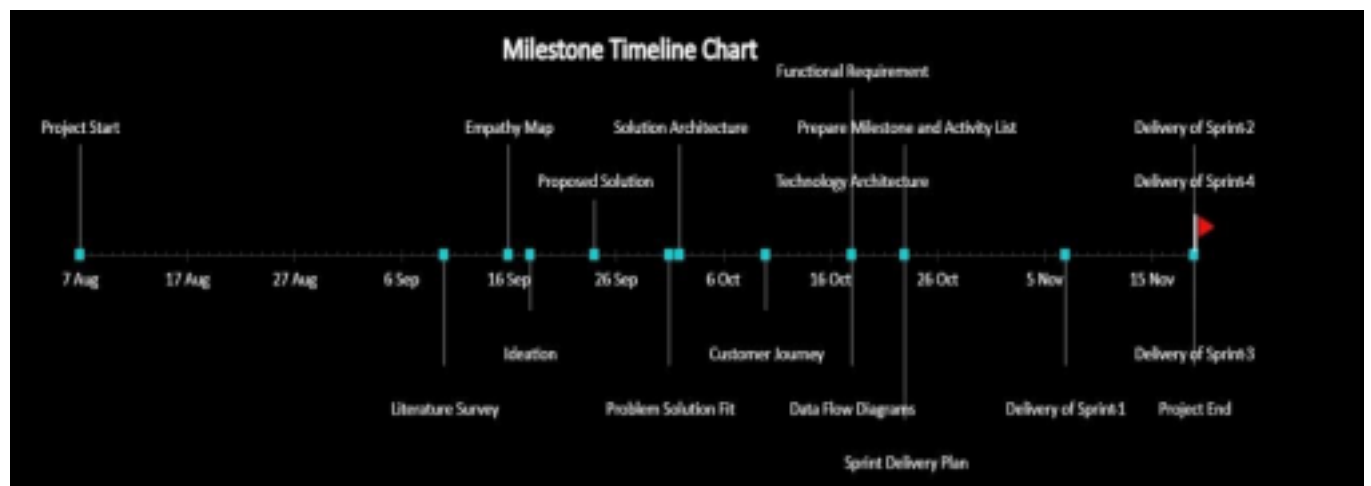 Milestone Timeline Chart
Functional Requirement
Project Start
Empathy Map
Solution Architecture
Prepare Milestone and Activity List
Delivery of Sprint-2
Proposed Solution
Technology Architecture
Delivery of Sprint-4
7 Aug
17 Aug
27 Aug
6 Sep
16 Sep
26 Sep
6 Oct
16 Oct
26 Oct
5 Nov
15 Nov
Ideation
Customer Journey
Delivery of Sprint-3
Literature Survey
Problem Solution Fit
Data Flow Diagrams
Delivery of Sprint-1
Project End
Sprint Delivery Plan